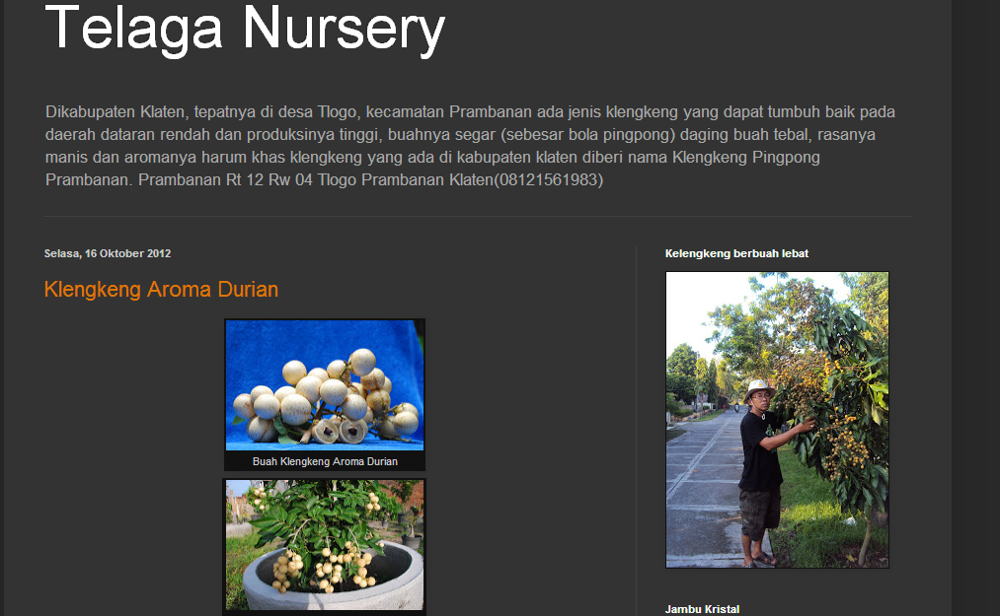 Telaga Nursery
Dikabupaten Klaten, tepatnya di desa Tlogo, kecamatan Prambanan ada jenis klengkeng yang dapat tumbuh baik pada
daerah dataran rendah dan produksinya tinggi, buahnya segar (sebesar bola pingpong) daging buah tebal, rasanya
manis dan aromanya harum khas klengkeng yang ada di kabupaten klaten diberi nama Klengkeng Pingpong
Prambanan. Prambanan Rt 12 Rw 04 Tlogo Prambanan Klaten(08121561983)
Selasa, 16 Oktober 2012
Klengkeng Aroma Durian
Buah Klengkeng Aroma Durian
Kelengkeng berbuah lebat
Jambu Kristal